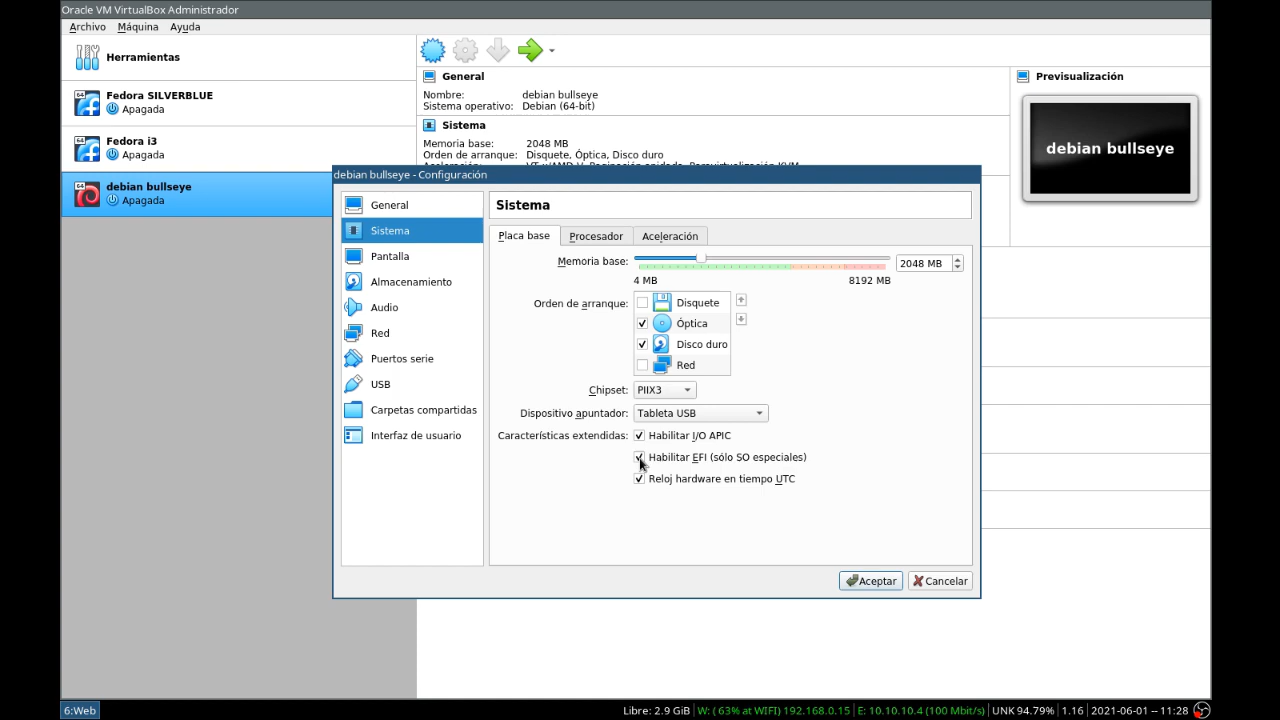 Oracle VM VirtualBox Administrador
Archivo Máquina Ayuda
Herramientas
64
Fedora SILVERBLUE
Apagada
64
Fedora i3
Apagada
64
debian bullseye
Apagada
General
Nombre: debian bullseye
Sistema operativo: Debian (64-bit)
Sistema
Memoria base: 2048 MB
Orden de arranque: Disquete, Óptica, Disco duro
Previsualización
debian bullseye
debian bullseye - Configuración
General
Sistema
Pantalla
Almacenamiento
Audio
Red
Puertos serie
USB
Carpetas compartidas
Interfaz de usuario
Sistema
Placa base Procesador Aceleración
Memoria base: 2048 MB
4 MB 8192 MB
Orden de arranque: Disquete
Óptica
Disco duro
Red
Chipset: PIIX3
Dispositivo apuntador: Tableta USB
Características extendidas: Habilitar I/O APIC
Habilitar EFI (sólo SO especiales)
Reloj hardware en tiempo UTC
Aceptar Cancelar
6:Web Libre: 2.9 GiB W: ( 63% at WIFI) 192.168.0.15 E: 10.10.10.4 (100 Mbit/s) UNK 94.79% 1.16 2021-06-01 -- 11:28